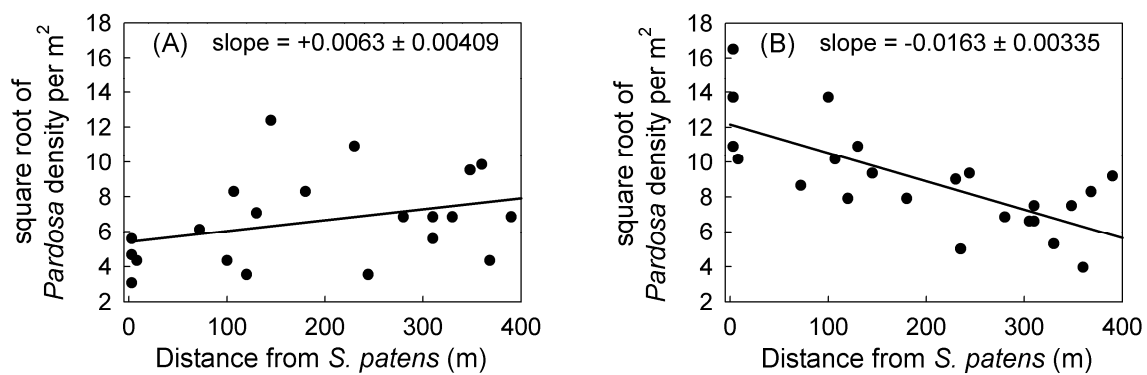 (A) slope = +0.0063 ± 0.00409
square root of
Pardosa density per m²
18
16
14
12
10
8
6
4
2
0 100 200 300 400
Distance from S. patens (m)
(B) slope = -0.0163 ± 0.00335
square root of
Pardosa density per m²
18
16
14
12
10
8
6
4
2
0 100 200 300 400
Distance from S. patens (m)